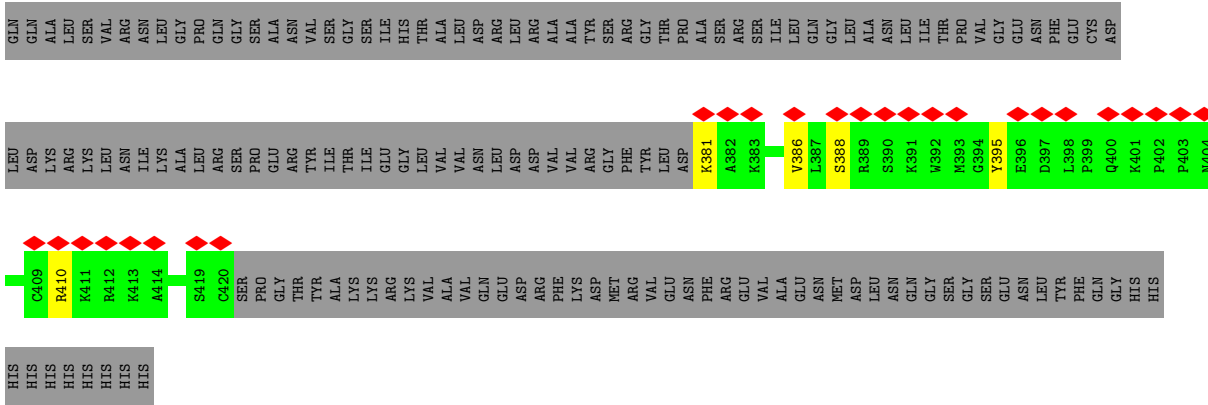 GLN GLN ALA LEU SER VAL ARG ASN LEU GLY PRO GLN GLY SER ALA ASN VAL SER GLY SER ILE HIS THR ALA LEU ASP ARG LEU ARG ALA ALA TYR SER ARG GLY THR PRO ALA SER ARG SER ILE LEU GLN GLY LEU ALA ASN LEU ILE THR PRO VAL GLY GLU ASN PHE GLU CYS ASP
LEU ASP LYS ARG LYS LEU ASN ILE LYS ALA LEU ARG SER PRO GLU ARG TYR ILE THR ILE GLU GLY LEU VAL VAL ASN LEU ASP ASP VAL VAL ARG GLY PHE TYR LEU ASP K381 A382 K383 V386 L387 S388 R389 S390 K391 W392 M393 G394 Y395 E396 D397 L398 P399 Q400 K401 P402 P403 N404
C409 R410 K411 R412 K413 A414 S419 C420 SER PRO GLY THR TYR ALA LYS LYS ARG LYS VAL ALA VAL GLN GLU ASP ARG PHE LYS ASP MET ARG VAL GLU ASN PHE ARG GLU VAL ALA GLU ASN MET ASP LEU ASN GLN GLY SER GLY SER GLU ASN LEU TYR PHE GLN GLY HIS HIS
HIS HIS HIS HIS HIS HIS HIS HIS